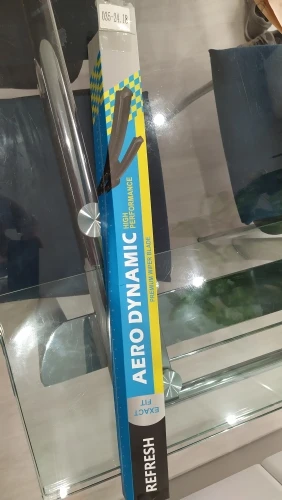 REFRESH
EXACT
FIT
AERO DYNAMIC
HIGH
PERFORMANCE
PREMIUM WIPER BLADE